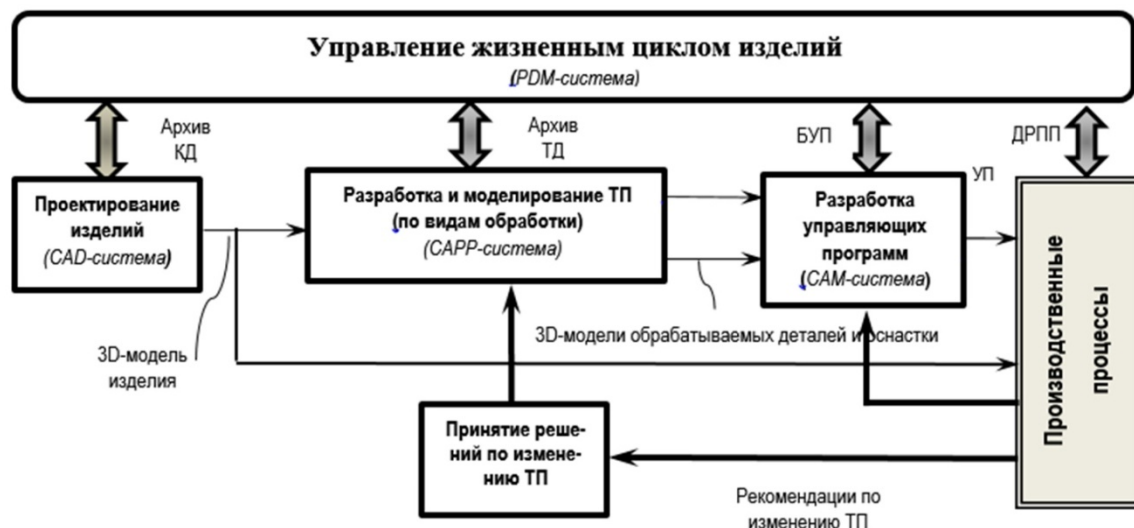 Управление жизненным циклом изделий
(PDM-система)
Архив
КД
Архив
ТД
БУП
ДРПП
Проектирование
изделий
(CAD-система)
Разработка и моделирование ТП
(по видам обработки)
(CAPP-система)
Разработка
управляющих
программ
(CAM-система)
УП
Производственные
процессы
3D-модель
изделия
3D-модели обрабатываемых деталей и оснастки
Принятие реше-
ний по измене-
нию ТП
Рекомендации по
изменению ТП